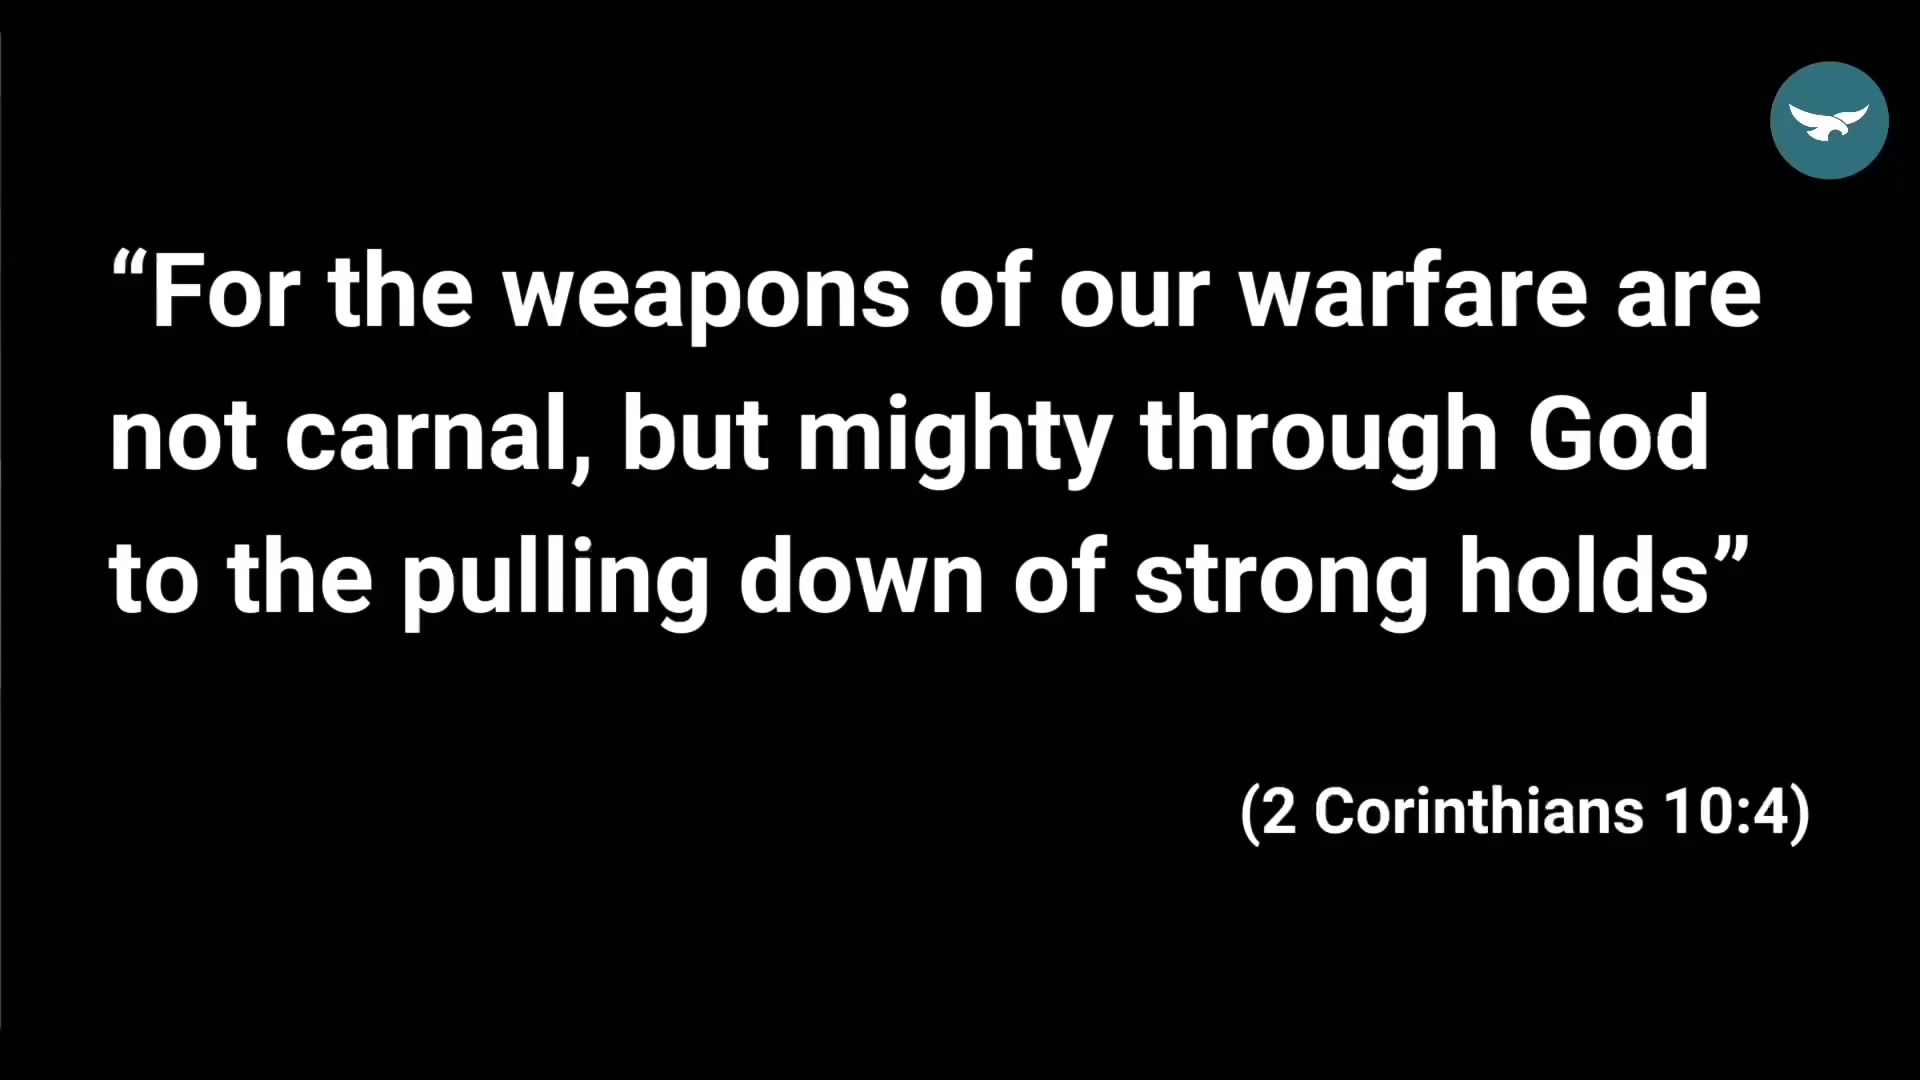 “For the weapons of our warfare are
not carnal, but mighty through God
to the pulling down of strong holds”
(2 Corinthians 10:4)